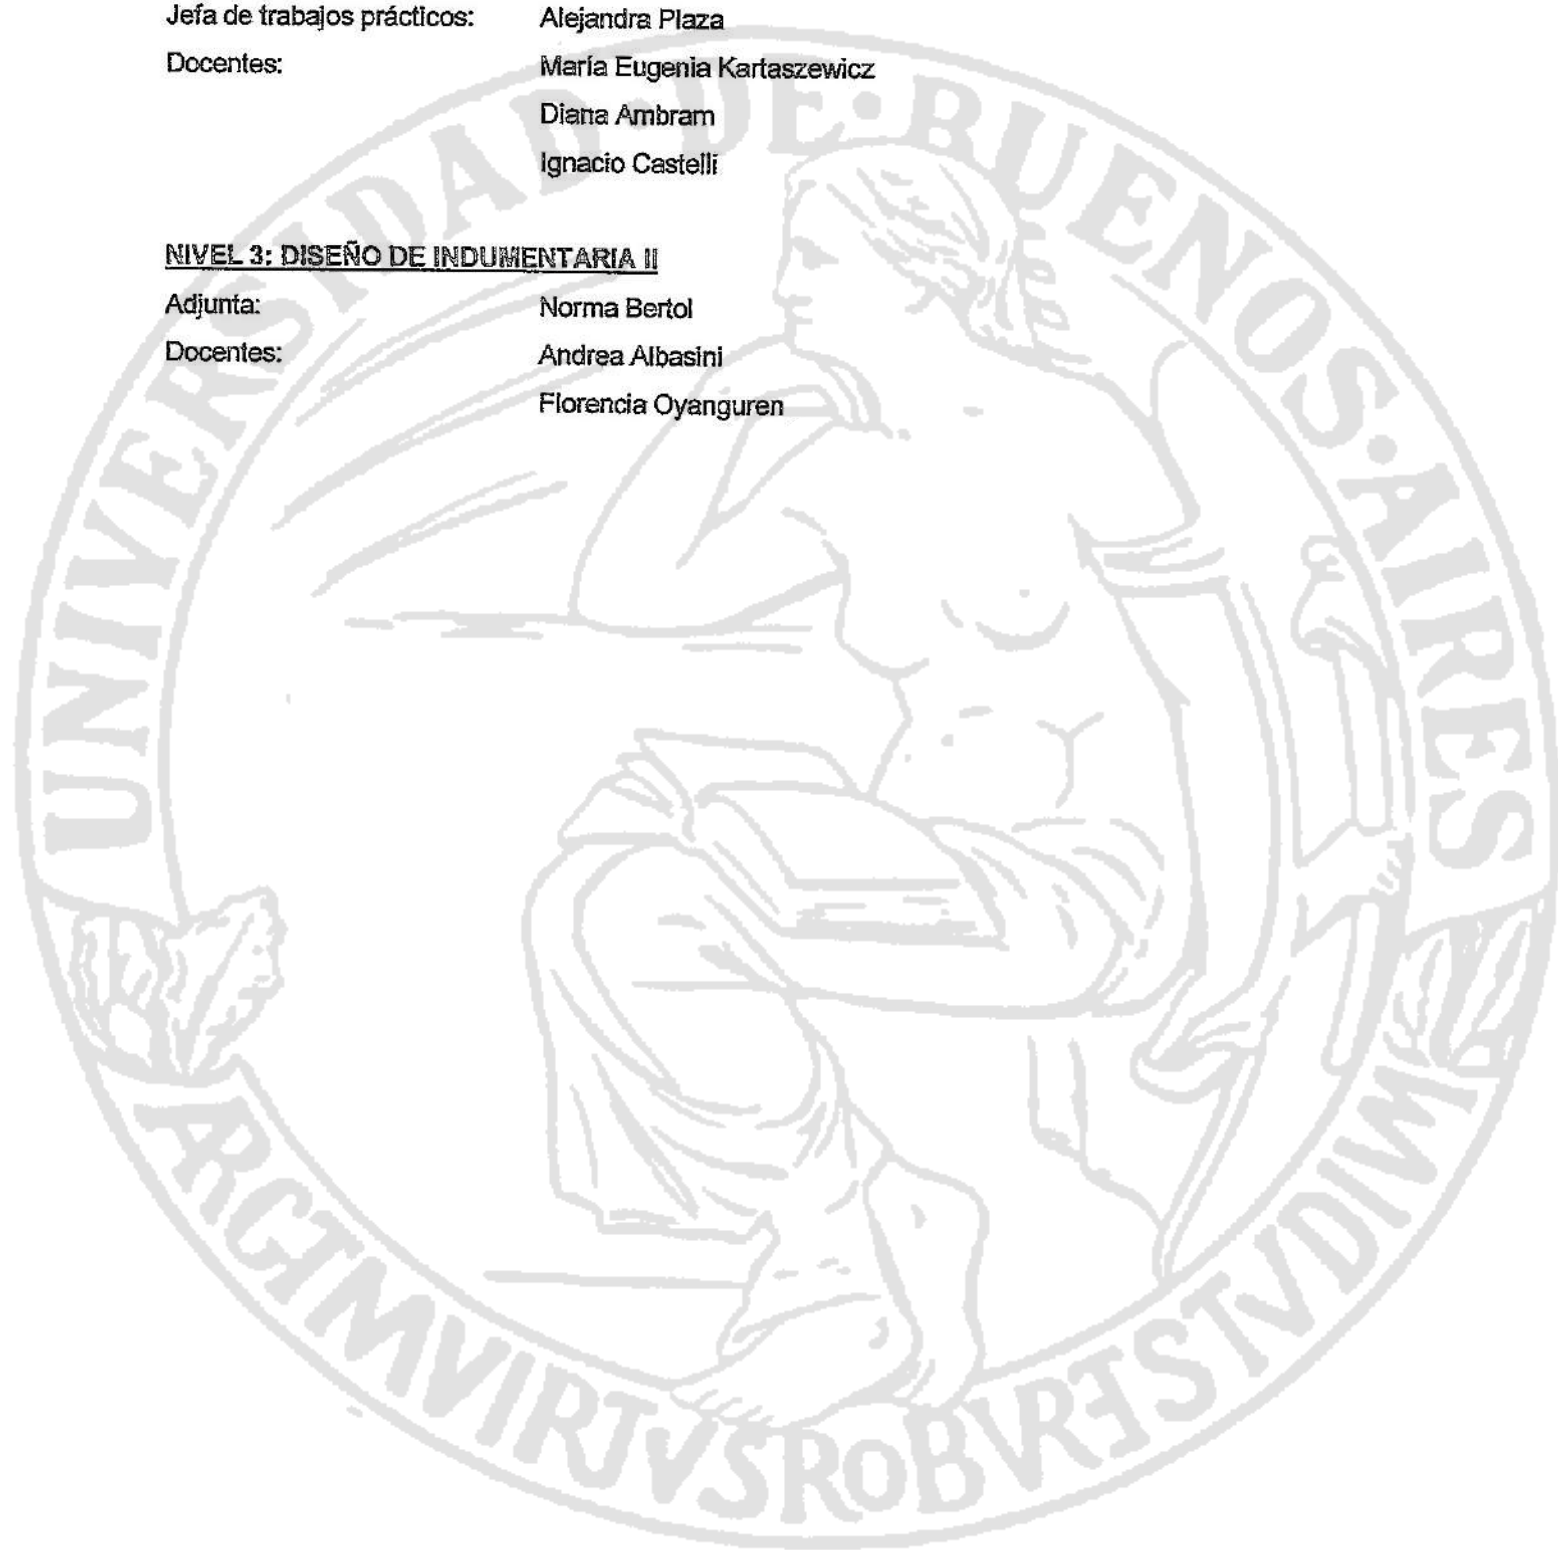 Jefa de trabajos prácticos: Alejandra Plaza
Docentes: María Eugenia Kartaszewicz
Diana Ambram
Ignacio Castelli
NIVEL 3: DISEÑO DE INDUMENTARIA II
Adjunta: Norma Bertol
Docentes: Andrea Albasini
Florencia Oyanguren
UNIVERSIDAD·DE·BUENOS·AIRES
ARGTMVIRTVSROBVRETSTVDIVM